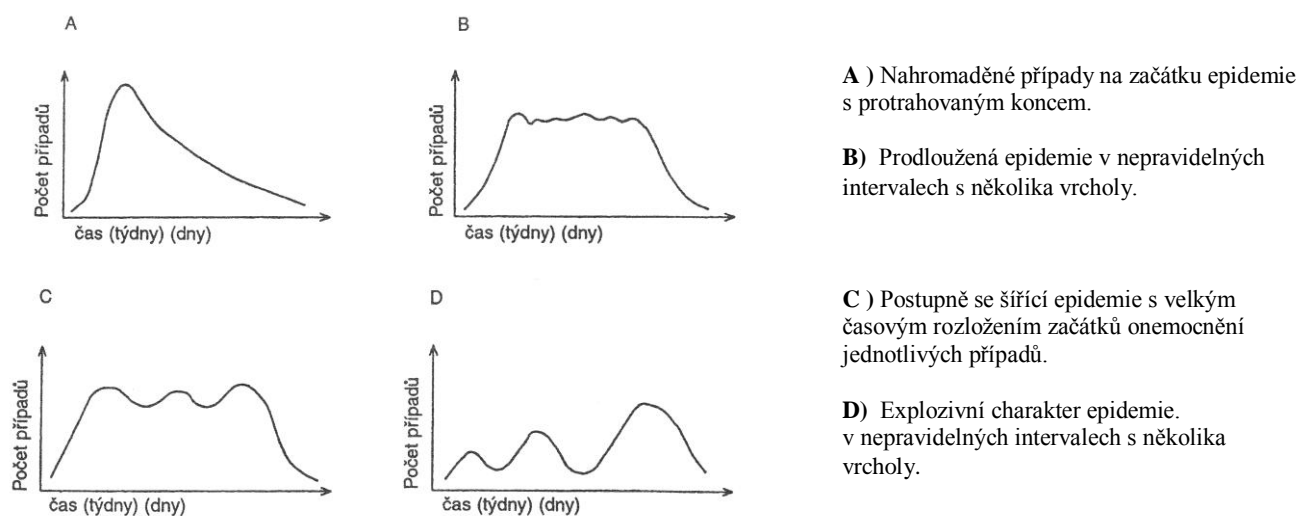 A
Počet případů
čas (týdny) (dny)
B
Počet případů
čas (týdny) (dny)
A ) Nahromaděné případy na začátku epidemie
s protrahovaným koncem.
B)  Prodloužená epidemie v nepravidelných
intervalech s několika vrcholy.
C
Počet případů
čas (týdny) (dny)
D
Počet případů
čas (týdny) (dny)
C ) Postupně se šířící epidemie s velkým
časovým rozložením začátků onemocnění
jednotlivých případů.
D)  Explozivní charakter epidemie.
v nepravidelných intervalech s několika
vrcholy.